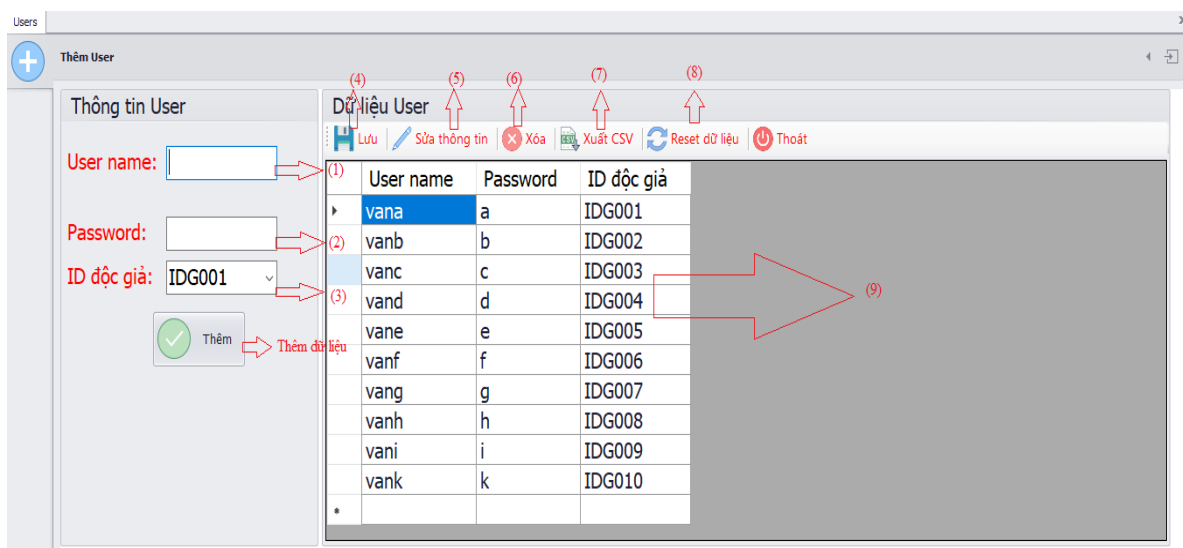 Users
Thêm User
(4) (5) (6) (7) (8)
Thông tin User
Dữ liệu User
Lưu Sửa thông tin Xóa Xuất CSV Reset dữ liệu Thoát
User name: (1)
Password: (2)
ID độc giả: IDG001 (3)
Thêm Thêm dữ liệu
User name Password ID độc giả
vana a IDG001
vanb b IDG002
vanc c IDG003
vand d IDG004
vane e IDG005
vanf f IDG006
vang g IDG007
vanh h IDG008
vani i IDG009
vank k IDG010
(9)